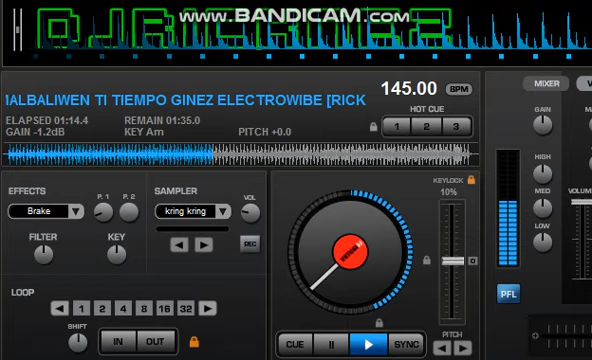 www.BANDICAM.com
IALBALIWEN TI TIEMPO GINEZ ELECTROWIBE [RICK
145.00 BPM
ELAPSED 01:14.4 REMAIN 01:35.0
GAIN -1.2dB KEY Am PITCH +0.0
HOT CUE
1 2 3
MIXER V
GAIN MA
HIGH
MED
LOW
VOLUME
PFL
EFFECTS P. 1 P. 2
Brake
FILTER KEY
SAMPLER VOL
kring kring
REC
KEYLOCK
10%
LOOP
1 2 4 8 16 32
SHIFT
IN OUT
CUE SYNC
PITCH